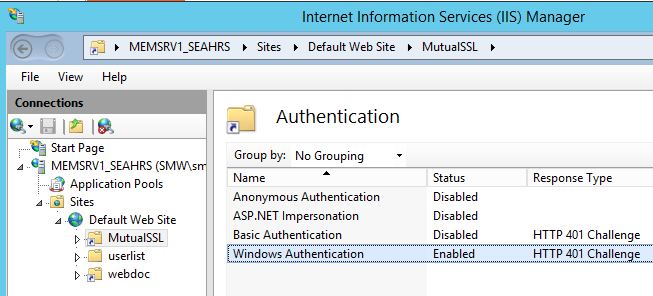 Internet Information Services (IIS) Manager
MEMSRV1_SEAHRS Sites Default Web Site MutualSSL
File View Help
Connections
Start Page
MEMSRV1_SEAHRS (SMW\sm
Application Pools
Sites
Default Web Site
MutualSSL
userlist
webdoc
Authentication
Group by: No Grouping
Name Status Response Type
Anonymous Authentication Disabled
ASP.NET Impersonation Disabled
Basic Authentication Disabled HTTP 401 Challenge
Windows Authentication Enabled HTTP 401 Challenge